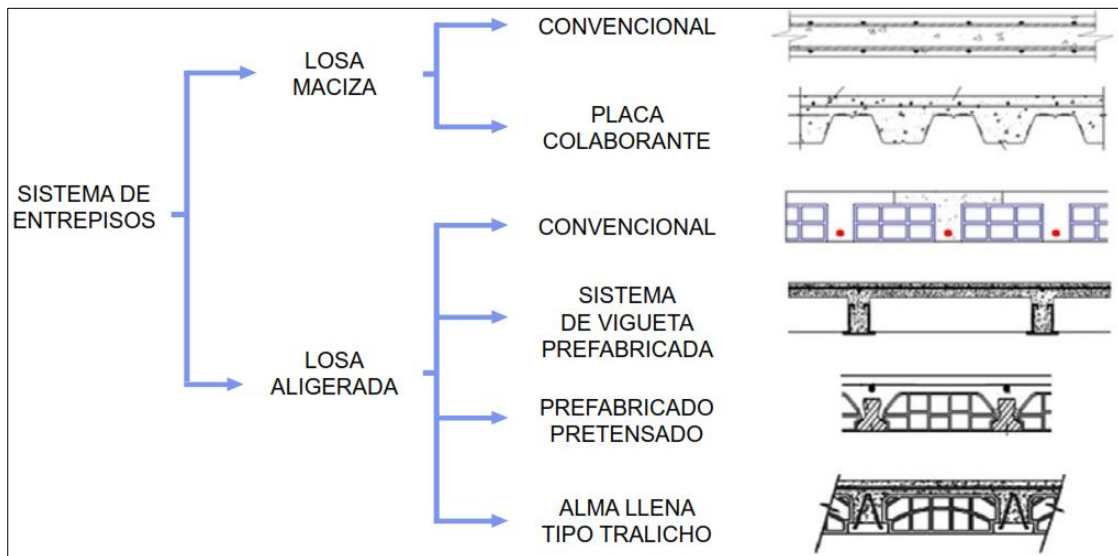 SISTEMA DE
ENTREPISOS
LOSA
MACIZA
CONVENCIONAL
PLACA
COLABORANTE
LOSA
ALIGERADA
CONVENCIONAL
SISTEMA
DE VIGUETA
PREFABRICADA
PREFABRICADO
PRETENSADO
ALMA LLENA
TIPO TRALICHO